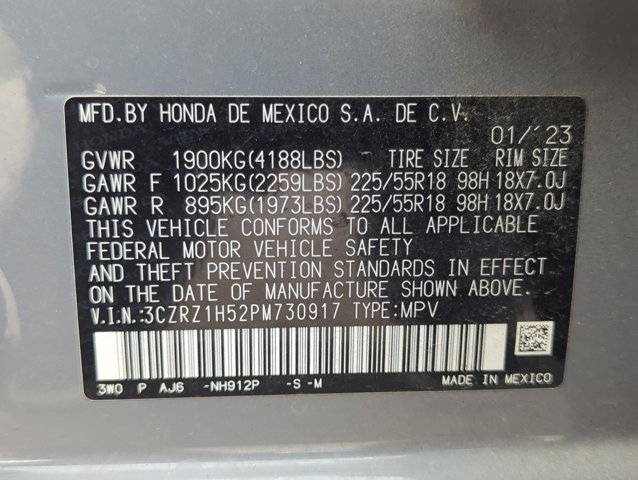 MFD.BY HONDA DE MEXICO S.A. DE C.V.
01/'23
GVWR 1900KG(4188LBS) TIRE SIZE RIM SIZE
GAWR F 1025KG(2259LBS) 225/55R18 98H 18X7.0J
GAWR R 895KG(1973LBS) 225/55R18 98H 18X7.0J
THIS VEHICLE CONFORMS TO ALL APPLICABLE
FEDERAL MOTOR VEHICLE SAFETY
AND THEFT PREVENTION STANDARDS IN EFFECT
ON THE DATE OF MANUFACTURE SHOWN ABOVE.
V.I.N.:3CZRZ1H52PM730917 TYPE:MPV
3W0 P AJ6 -NH912P -S-M MADE IN MEXICO